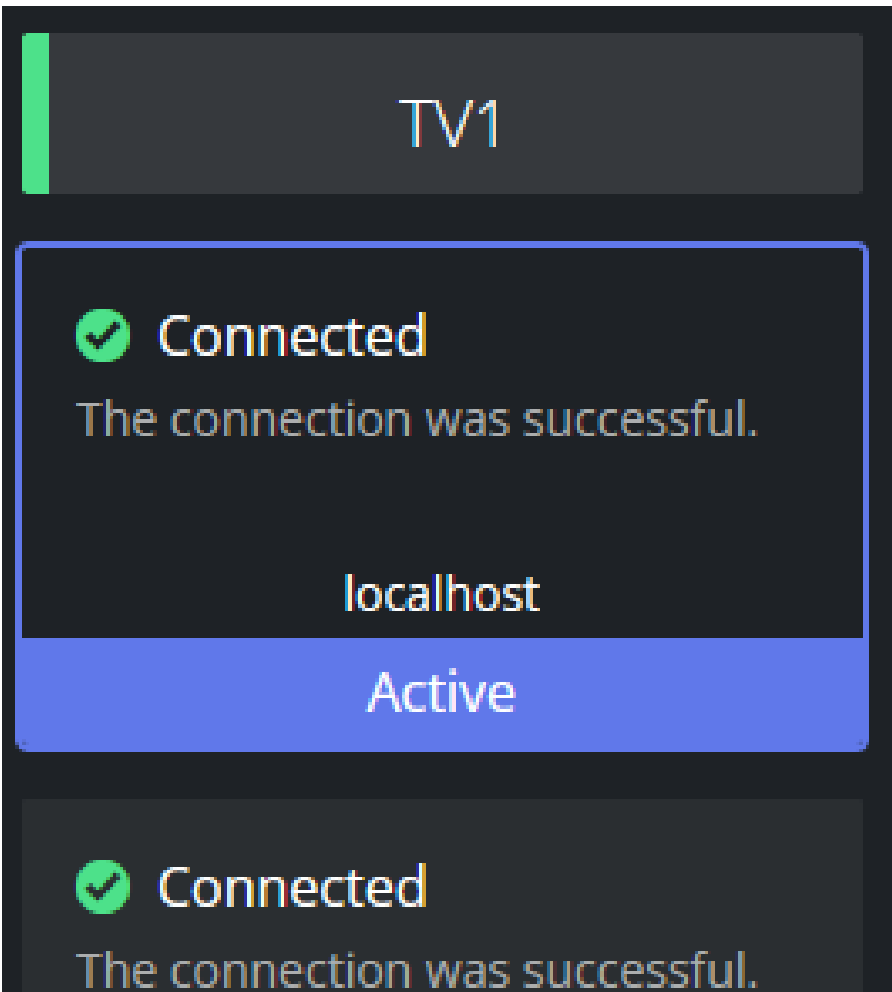 TV1
Connected
The connection was successful.
localhost
Active
Connected
The connection was successful.